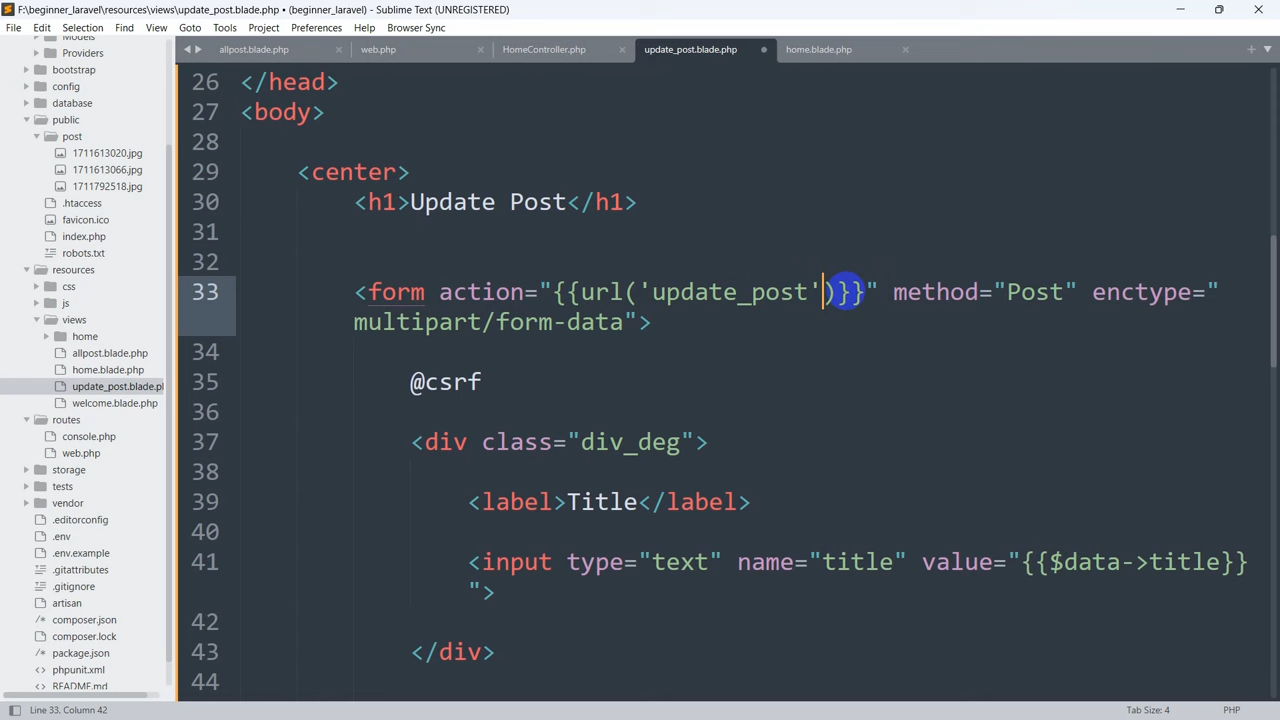 F:\beginner_laravel\resources\views\update_post.blade.php • (beginner_laravel) - Sublime Text (UNREGISTERED)
File Edit Selection Find View Goto Tools Project Preferences Help Browser Sync
allpost.blade.php web.php HomeController.php update_post.blade.php home.blade.php
Models
Providers
bootstrap
config
database
public
post
1711613020.jpg
1711613066.jpg
1711792518.jpg
.htaccess
favicon.ico
index.php
robots.txt
resources
css
js
views
home
allpost.blade.php
home.blade.php
update_post.blade.pl
welcome.blade.php
routes
console.php
web.php
storage
tests
vendor
.editorconfig
.env
.env.example
.gitattributes
.gitignore
artisan
composer.json
composer.lock
package.json
phpunit.xml
README.md
26 </head>
27 <body>
28
29 <center>
30 <h1>Update Post</h1>
31
32
33 <form action="{{url('update_post')}}" method="Post" enctype="
multipart/form-data">
34
35 @csrf
36
37 <div class="div_deg">
38
39 <label>Title</label>
40
41 <input type="text" name="title" value="{{$data->title}}
">
42
43 </div>
44
Line 33, Column 42 Tab Size: 4 PHP